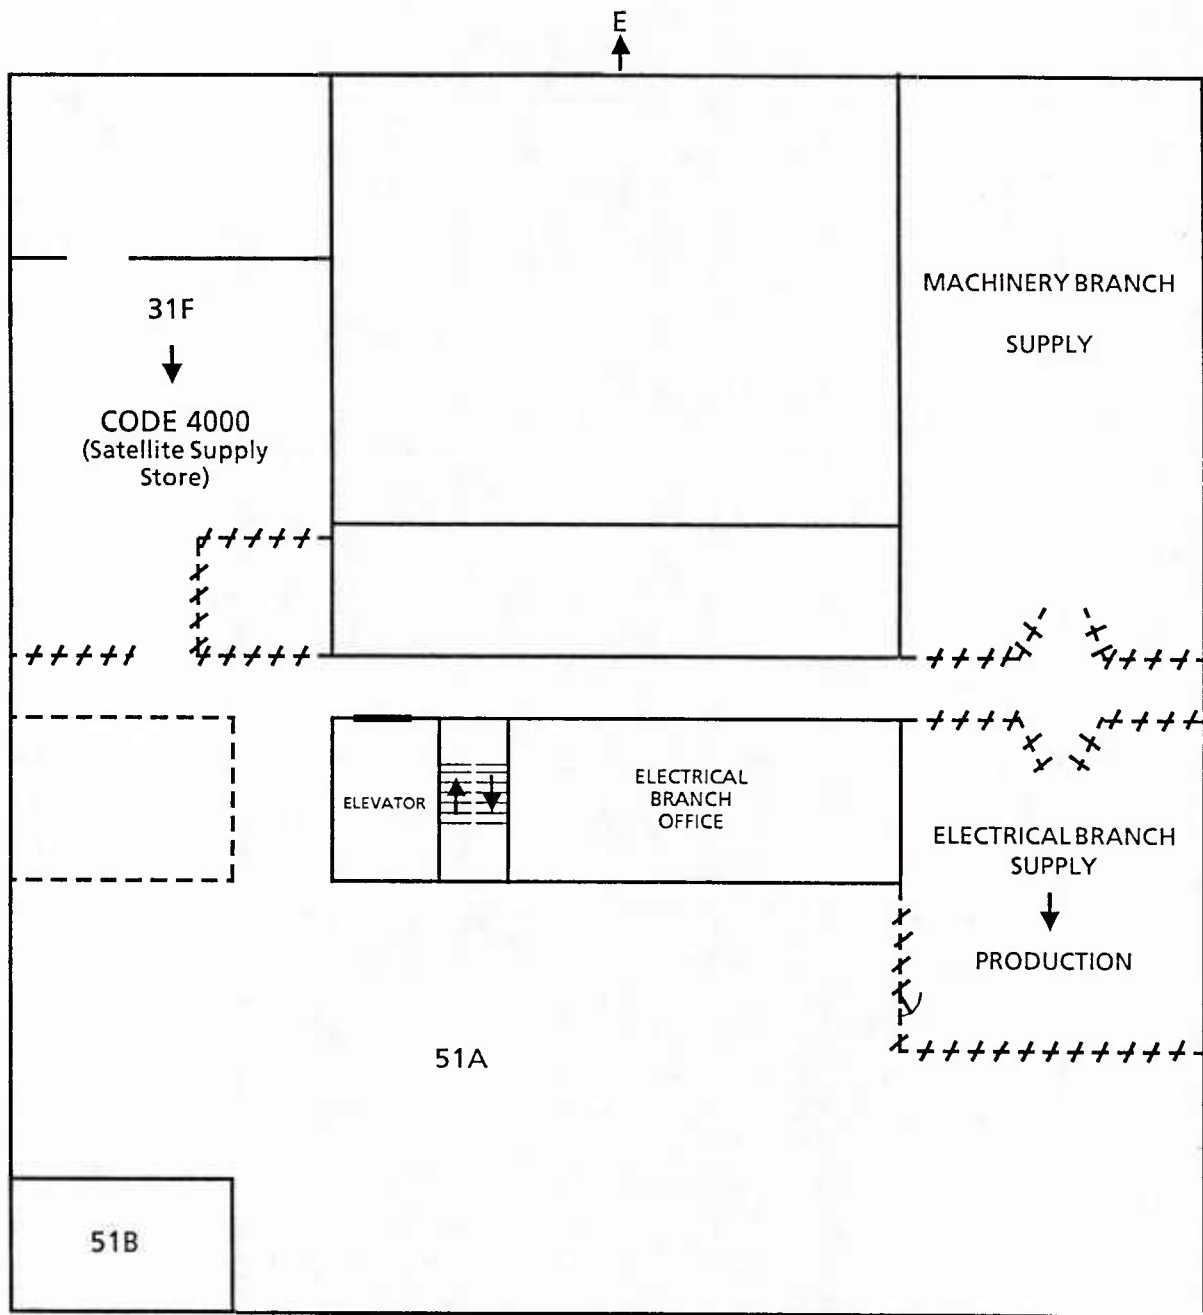 E
31F
CODE 4000
(Satellite Supply
Store)
MACHINERY BRANCH
SUPPLY
ELEVATOR
ELECTRICAL
BRANCH
OFFICE
ELECTRICAL BRANCH
SUPPLY
PRODUCTION
51A
51B